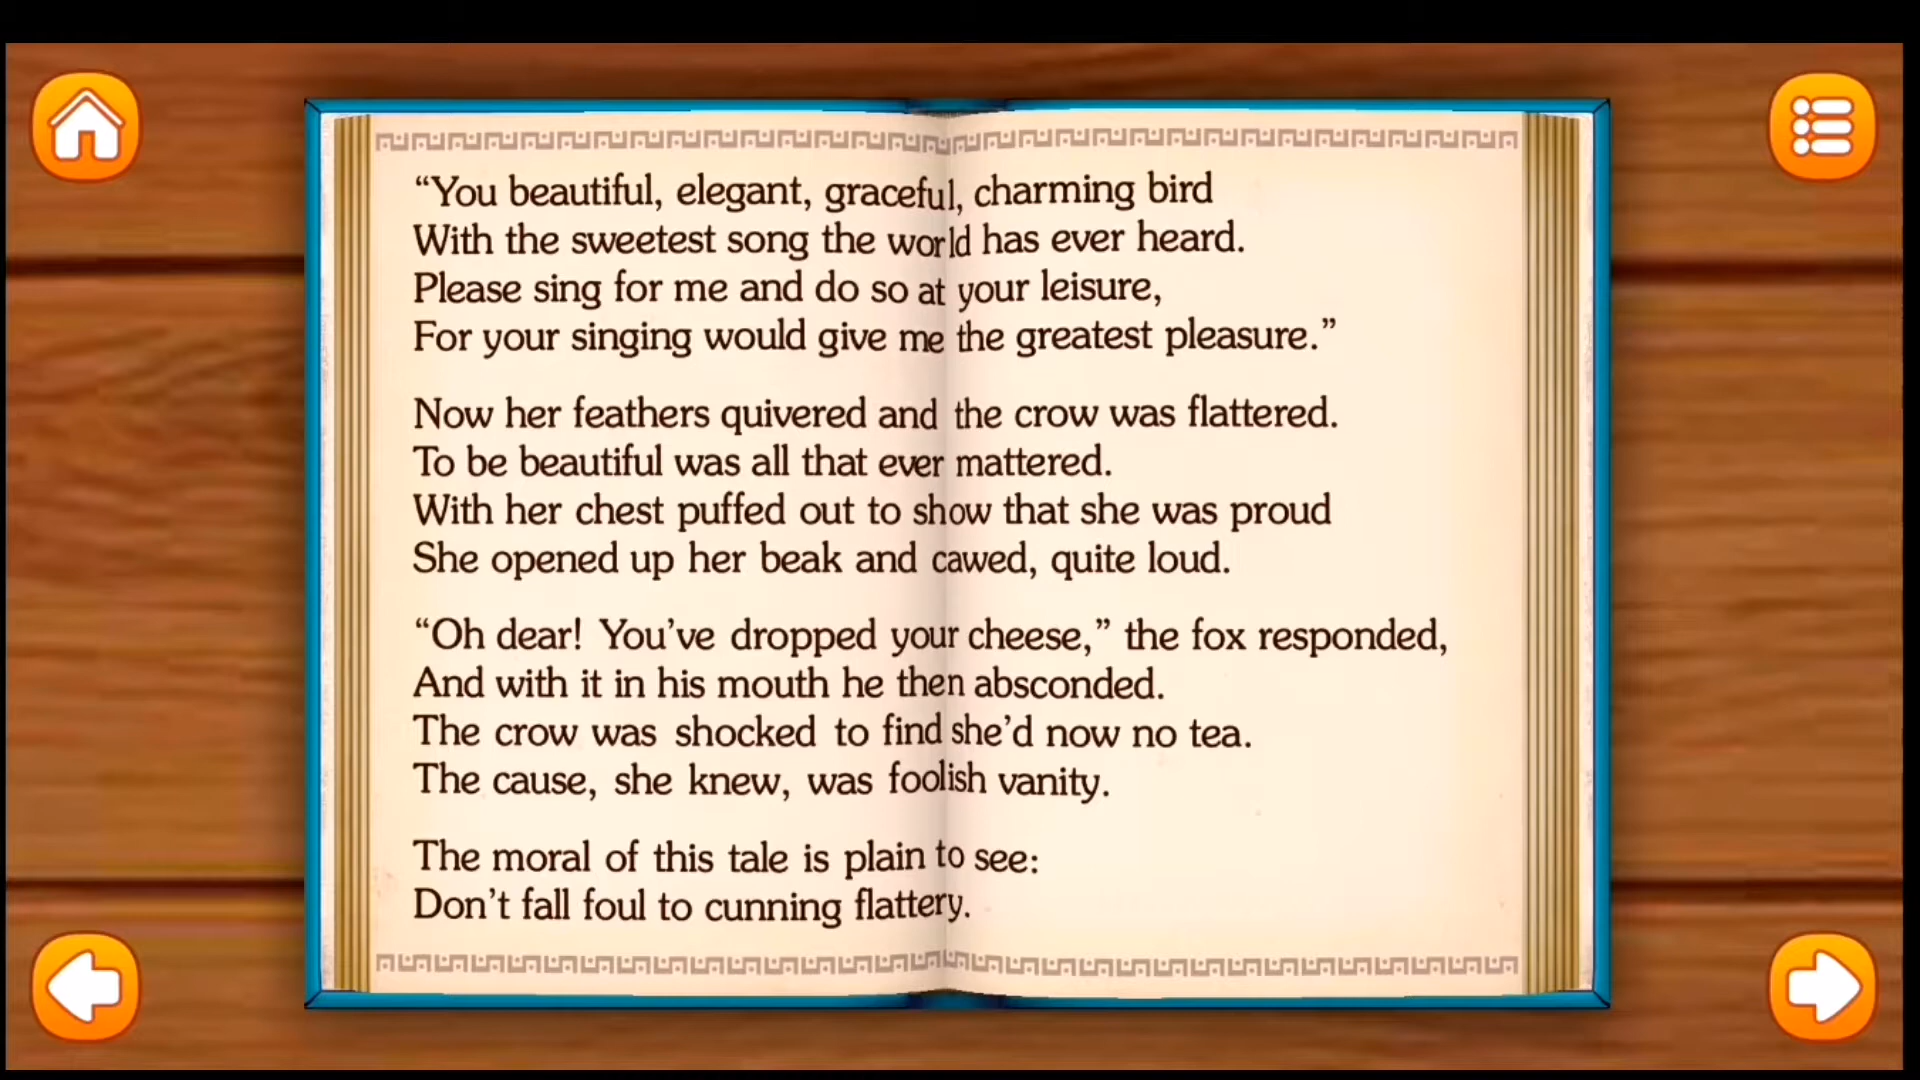 “You beautiful, elegant, graceful, charming bird
With the sweetest song the world has ever heard.
Please sing for me and do so at your leisure,
For your singing would give me the greatest pleasure.”
Now her feathers quivered and the crow was flattered.
To be beautiful was all that ever mattered.
With her chest puffed out to show that she was proud
She opened up her beak and cawed, quite loud.
“Oh dear! You’ve dropped your cheese,” the fox responded,
And with it in his mouth he then absconded.
The crow was shocked to find she’d now no tea.
The cause, she knew, was foolish vanity.
The moral of this tale is plain to see:
Don’t fall foul to cunning flattery.